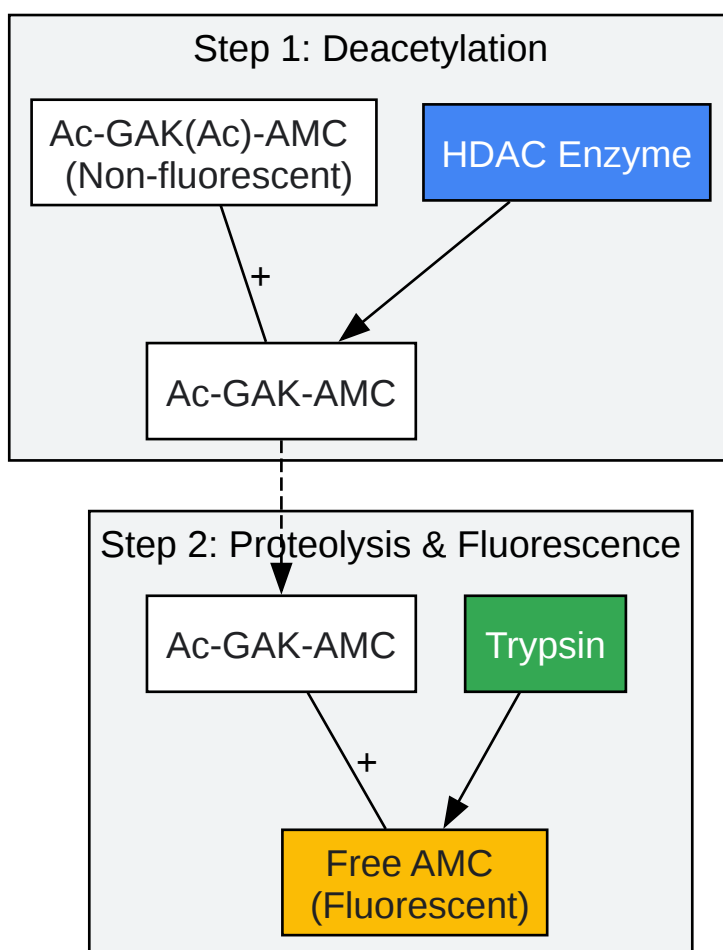 Step 1: Deacetylation
Ac-GAK(Ac)-AMC
(Non-fluorescent)
HDAC Enzyme
+
Ac-GAK-AMC
Step 2: Proteolysis & Fluorescence
Ac-GAK-AMC
Trypsin
+
Free AMC
(Fluorescent)